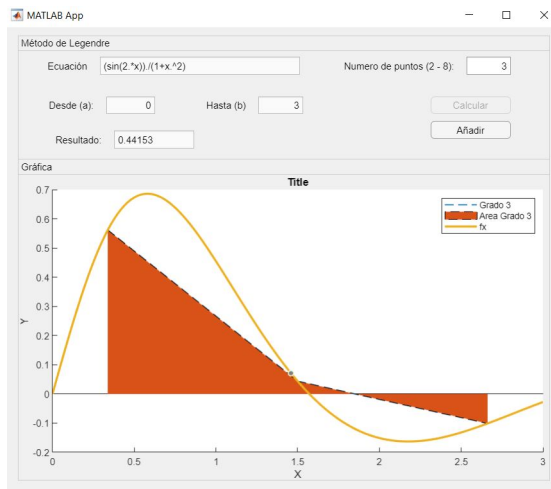 MATLAB App
Método de Legendre
Ecuación (sin(2.*x))./(1+x.^2) Numero de puntos (2 - 8): 3
Desde (a): 0 Hasta (b) 3 Calcular
Añadir
Resultado: 0.44153
Gráfica
Title
0.7
0.6
0.5
0.4
0.3
0.2
0.1
0
-0.1
-0.2
Y
Grado 3
Area Grado 3
fx
0 0.5 1 1.5 2 2.5 3
X